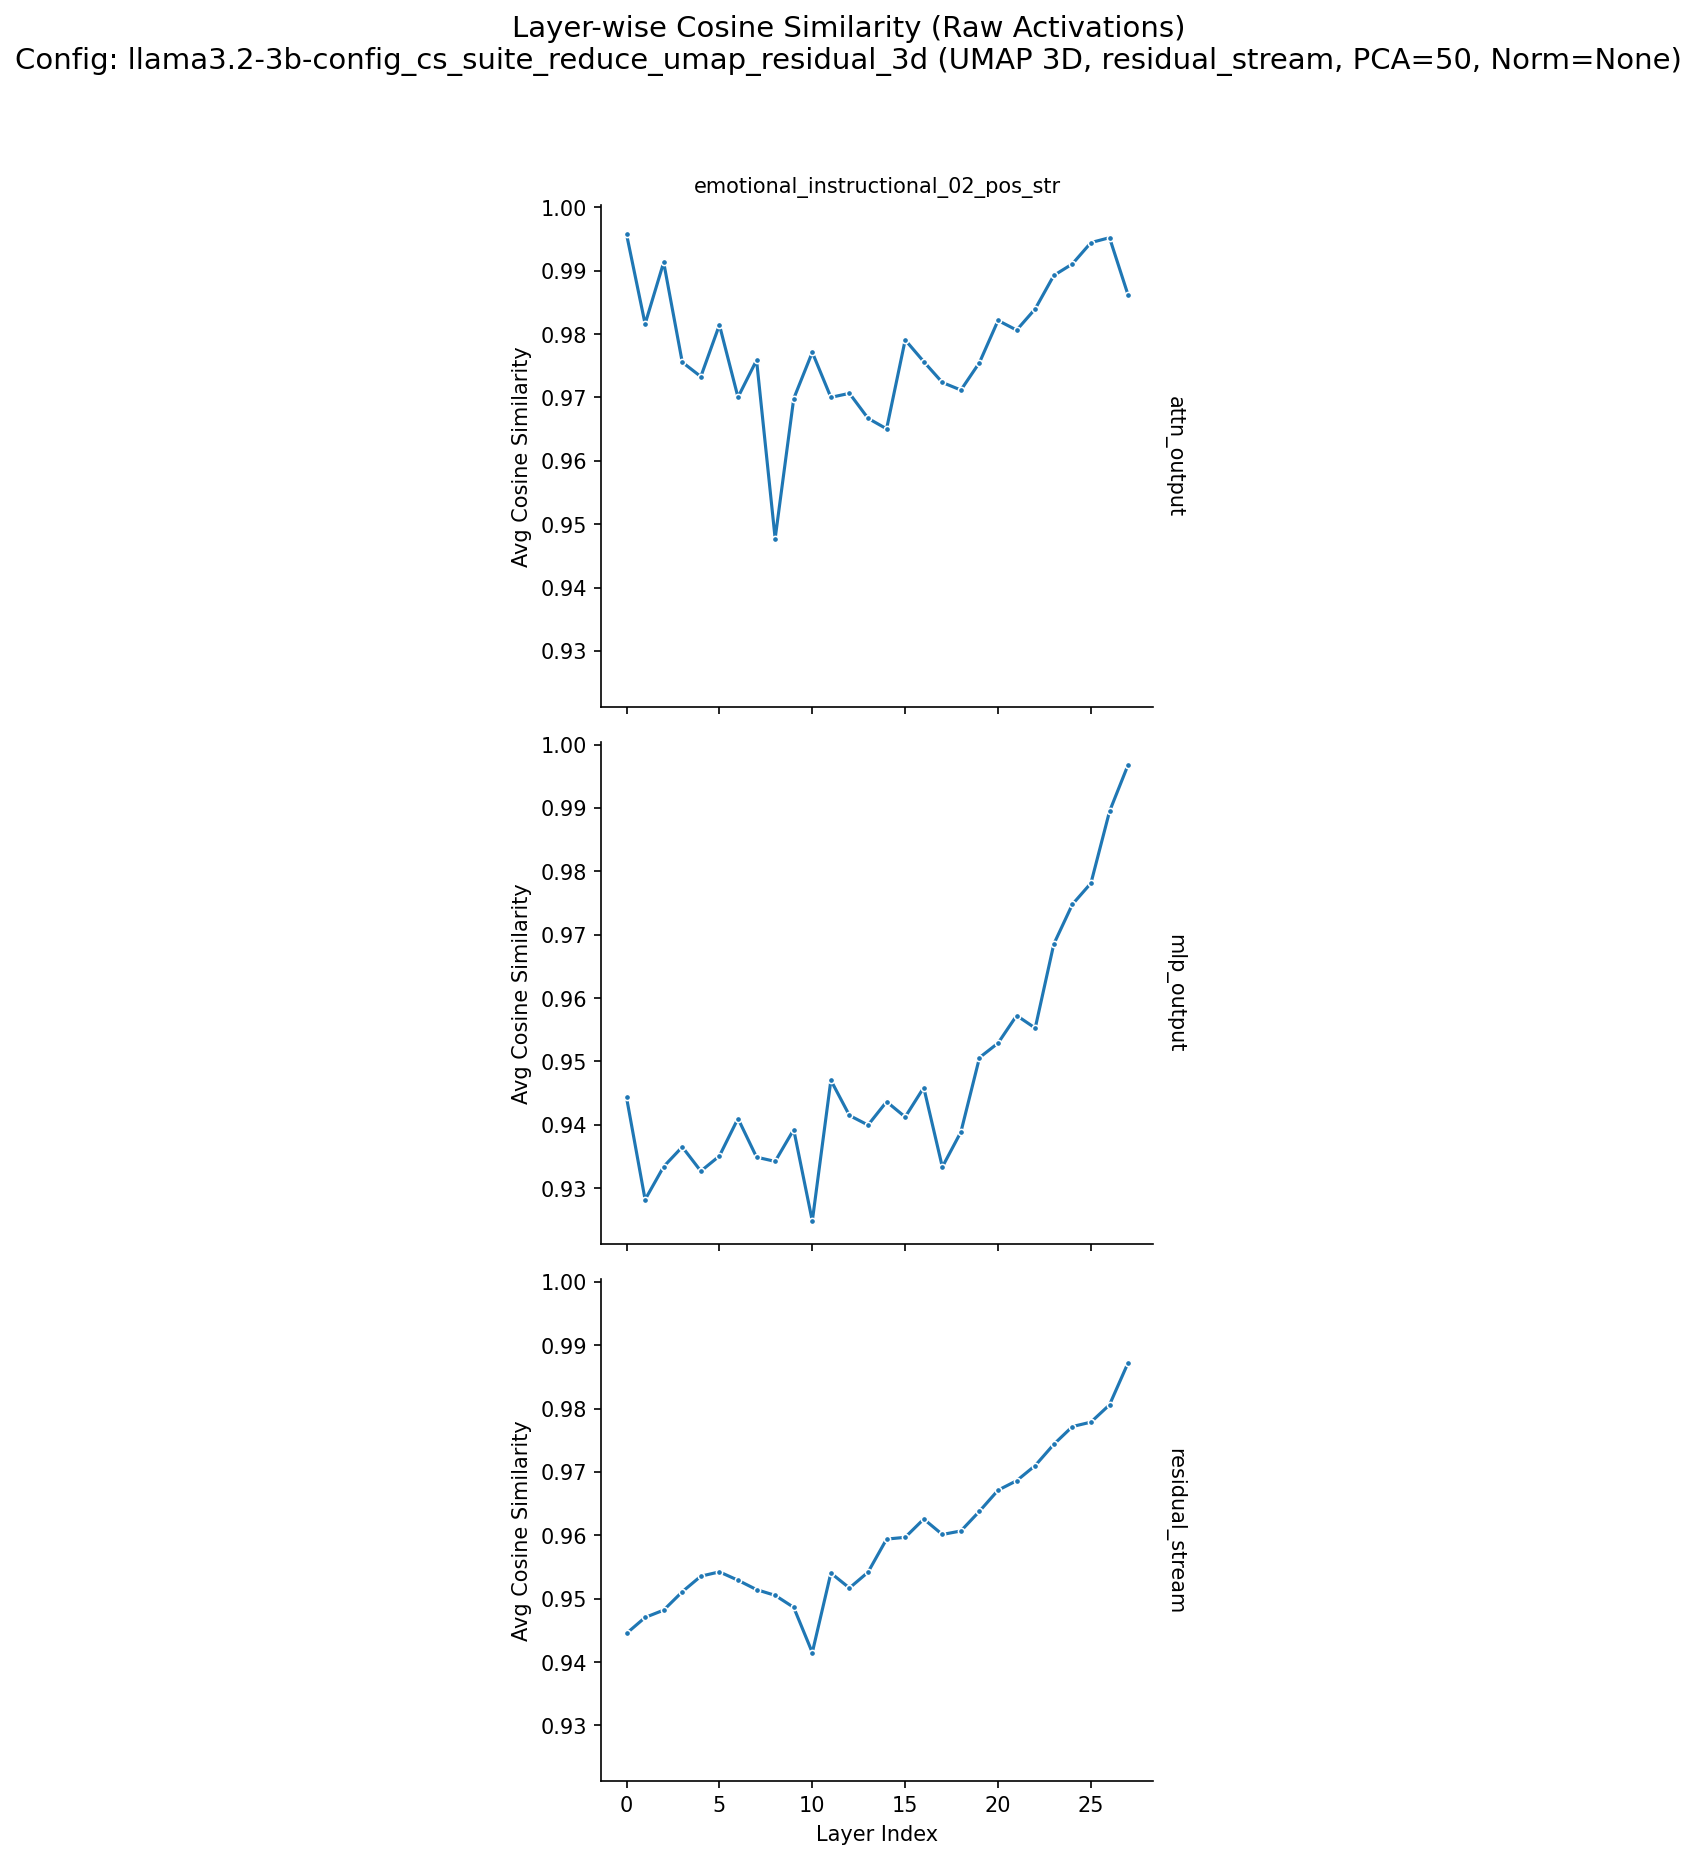 Layer-wise Cosine Similarity (Raw Activations)
Config: llama3.2-3b-config_cs_suite_reduce_umap_residual_3d (UMAP 3D, residual_stream, PCA=50, Norm=None)
emotional_instructional_02_pos_str
1.00
0.99
0.98
0.97
0.96
0.95
0.94
0.93
Avg Cosine Similarity
attn_output
1.00
0.99
0.98
0.97
0.96
0.95
0.94
0.93
Avg Cosine Similarity
mlp_output
1.00
0.99
0.98
0.97
0.96
0.95
0.94
0.93
Avg Cosine Similarity
residual_stream
0 5 10 15 20 25
Layer Index